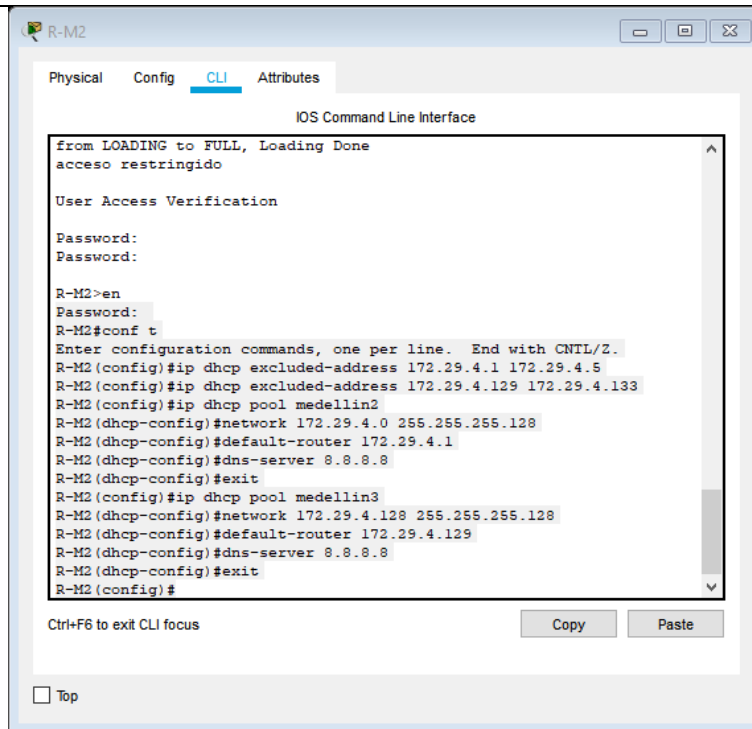 R-M2
Physical Config CLI Attributes
IOS Command Line Interface
from LOADING to FULL, Loading Done
acceso restringido
User Access Verification
Password:
Password:
R-M2>en
Password:
R-M2#conf t
Enter configuration commands, one per line.  End with CNTL/Z.
R-M2(config)#ip dhcp excluded-address 172.29.4.1 172.29.4.5
R-M2(config)#ip dhcp excluded-address 172.29.4.129 172.29.4.133
R-M2(config)#ip dhcp pool medellin2
R-M2(dhcp-config)#network 172.29.4.0 255.255.255.128
R-M2(dhcp-config)#default-router 172.29.4.1
R-M2(dhcp-config)#dns-server 8.8.8.8
R-M2(dhcp-config)#exit
R-M2(config)#ip dhcp pool medellin3
R-M2(dhcp-config)#network 172.29.4.128 255.255.255.128
R-M2(dhcp-config)#default-router 172.29.4.129
R-M2(dhcp-config)#dns-server 8.8.8.8
R-M2(dhcp-config)#exit
R-M2(config)#
Ctrl+F6 to exit CLI focus Copy Paste
Top